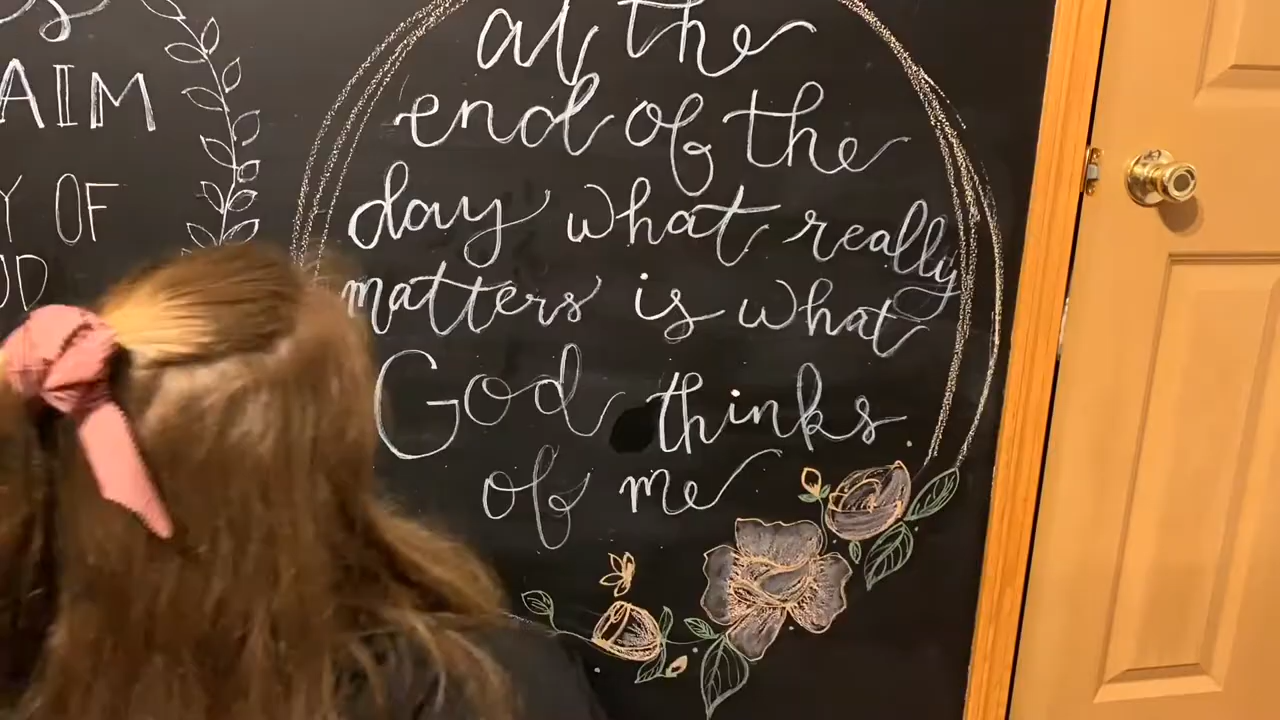 AIM
OF
at the
end of the
day what really
matters is what
God thinks
of me